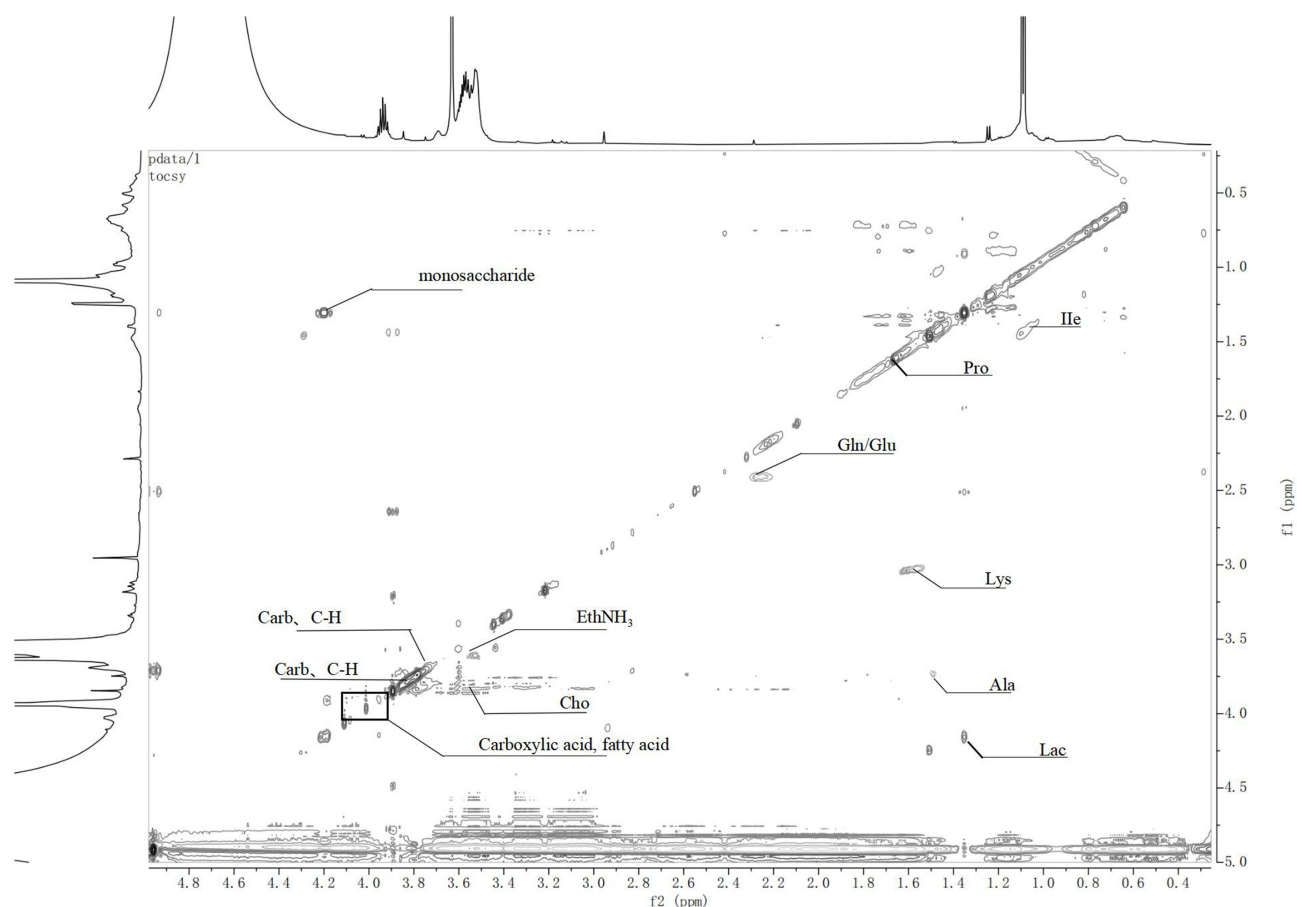 pdata/1
tocsy
monosaccharide
IIe
Pro
Gln/Glu
Lys
Carb、C-H
EthNH3
Carb、C-H
Cho
Ala
Carboxylic acid, fatty acid
Lac
0.5
1.0
1.5
2.0
2.5
3.0
3.5
4.0
4.5
5.0
f1 (ppm)
4.8 4.6 4.4 4.2 4.0 3.8 3.6 3.4 3.2 3.0 2.8 2.6 2.4 2.2 2.0 1.8 1.6 1.4 1.2 1.0 0.8 0.6 0.4
f2 (ppm)